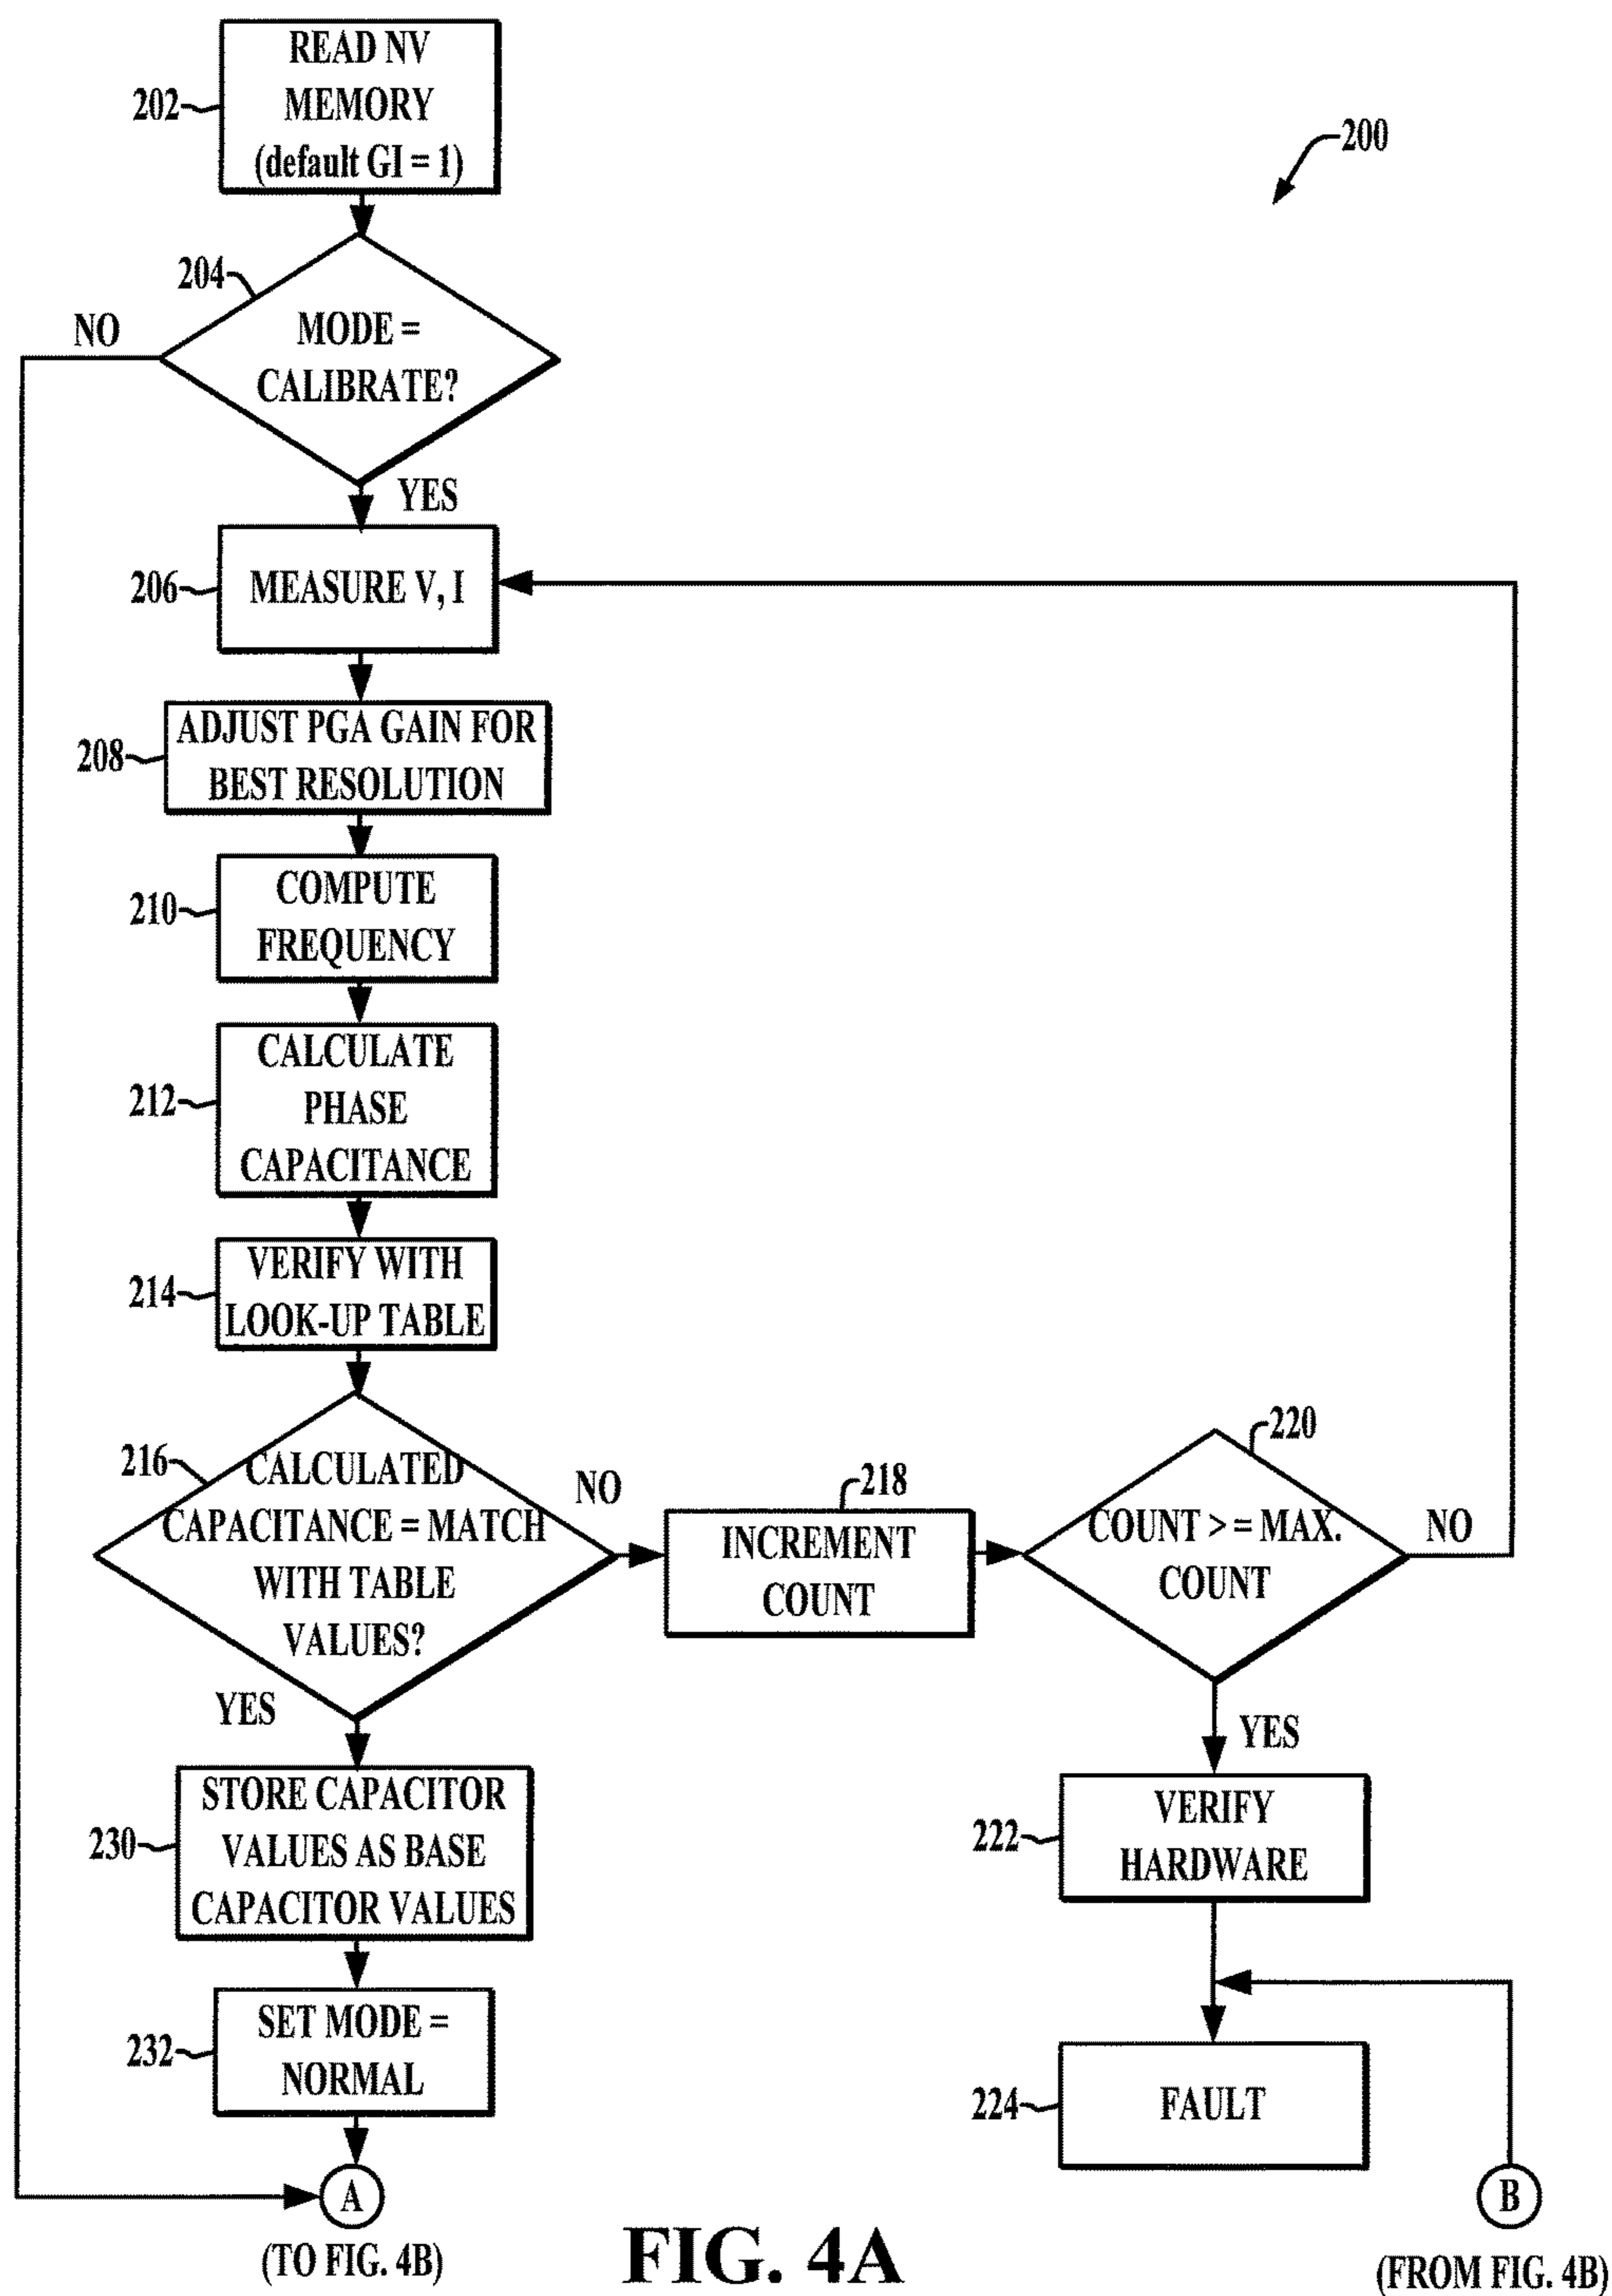 READ NV
MEMORY
(default GI = 1)
202
200
204
NO
MODE =
CALIBRATE?
YES
206
MEASURE V, I
208
ADJUST PGA GAIN FOR
BEST RESOLUTION
210
COMPUTE
FREQUENCY
212
CALCULATE
PHASE
CAPACITANCE
214
VERIFY WITH
LOOK-UP TABLE
216
CALCULATED
CAPACITANCE = MATCH
WITH TABLE
VALUES?
NO
218
INCREMENT
COUNT
220
COUNT > = MAX.
COUNT
NO
YES
YES
230
STORE CAPACITOR
VALUES AS BASE
CAPACITOR VALUES
222
VERIFY
HARDWARE
232
SET MODE =
NORMAL
224
FAULT
A
(TO FIG. 4B)
B
(FROM FIG. 4B)
FIG. 4A